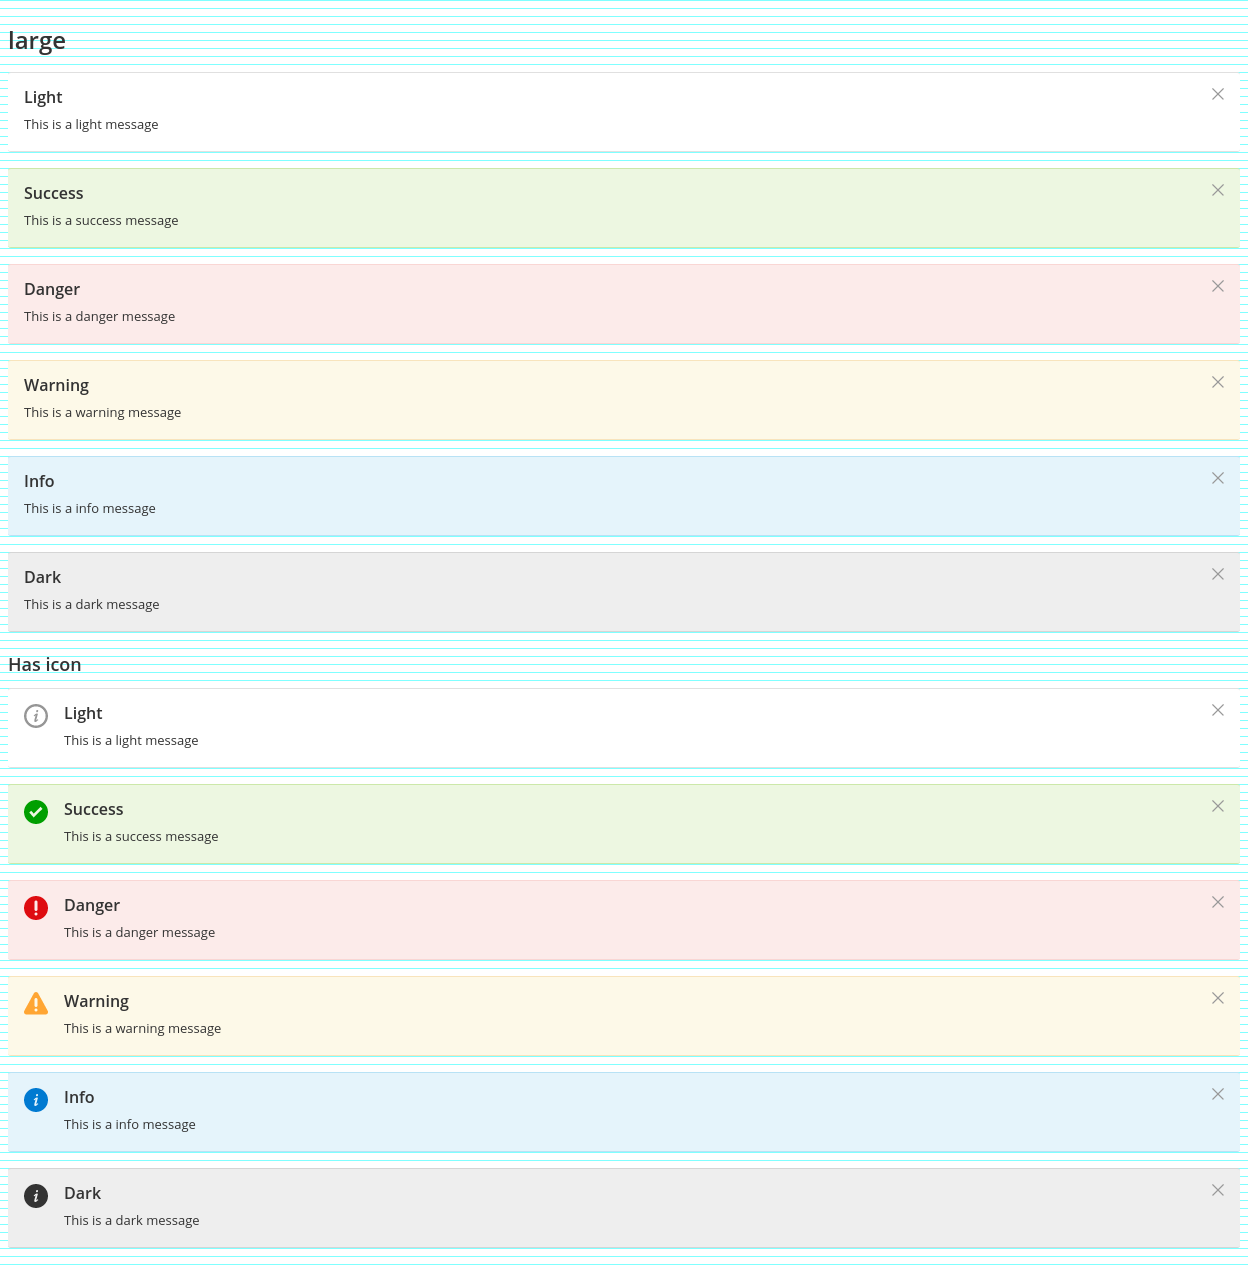 large
Light
This is a light message
Success
This is a success message
Danger
This is a danger message
Warning
This is a warning message
Info
This is a info message
Dark
This is a dark message
Has icon
Light
This is a light message
Success
This is a success message
Danger
This is a danger message
Warning
This is a warning message
Info
This is a info message
Dark
This is a dark message